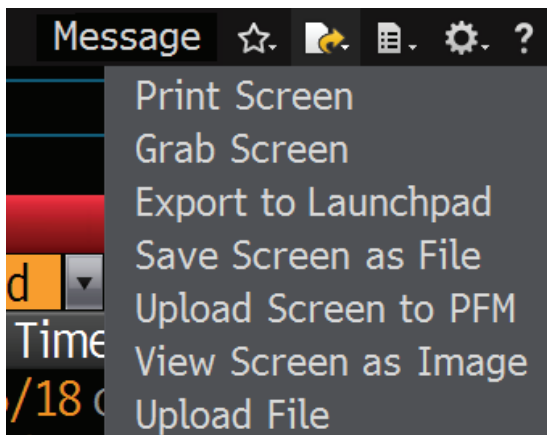 Message ?
Print Screen
Grab Screen
Export to Launchpad
Save Screen as File
d
Upload Screen to PFM
Time
View Screen as Image
/18
Upload File